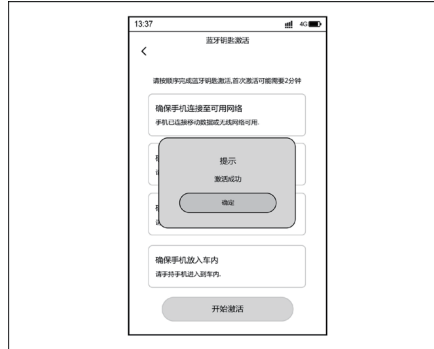 13:37
4G
蓝牙钥匙激活
请按顺序完成蓝牙钥匙激活,首次激活可能需要2分钟
确保手机连接至可用网络
手机已连接移动数据或无线网络可用.
提示
激活成功
确定
确保手机放入车内
请手持手机进入到车内.
开始激活